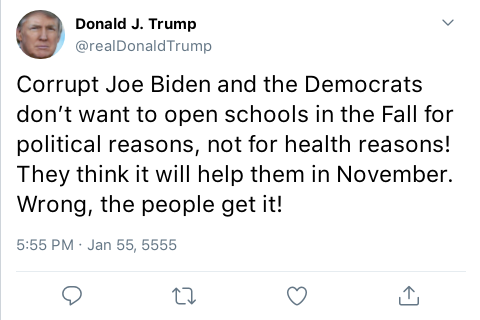 Donald J. Trump
@realDonaldTrump
Corrupt Joe Biden and the Democrats
don’t want to open schools in the Fall for
political reasons, not for health reasons!
They think it will help them in November.
Wrong, the people get it!
5:55 PM · Jan 55, 5555